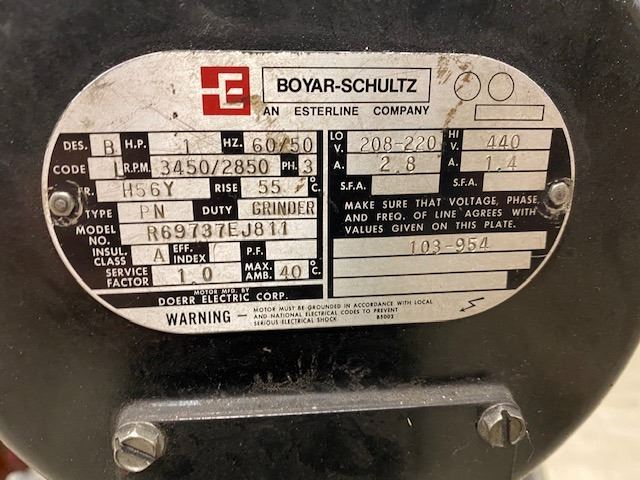 E
BOYAR-SCHULTZ
AN ESTERLINE COMPANY
DES. B H.P. 1 HZ. 60/50
CODE L R.P.M. 3450/2850 PH. 3
FR. H56Y RISE 55 °C.
TYPE PN DUTY GRINDER
MODEL NO. R69737EJ811
INSUL. CLASS A EFF. INDEX P.F.
SERVICE FACTOR 1.0 MAX. AMB. 40 °C.
MOTOR MFD. BY
DOERR ELECTRIC CORP.
LO V. 208-220 HI V. 440
A. 2.8 A. 1.4
S.F.A. S.F.A.
MAKE SURE THAT VOLTAGE, PHASE,
AND FREQ. OF LINE AGREES WITH
VALUES GIVEN ON THIS PLATE.
103-954
WARNING – MOTOR MUST BE GROUNDED IN ACCORDANCE WITH LOCAL
AND NATIONAL ELECTRICAL CODES TO PREVENT
SERIOUS ELECTRICAL SHOCK
85002